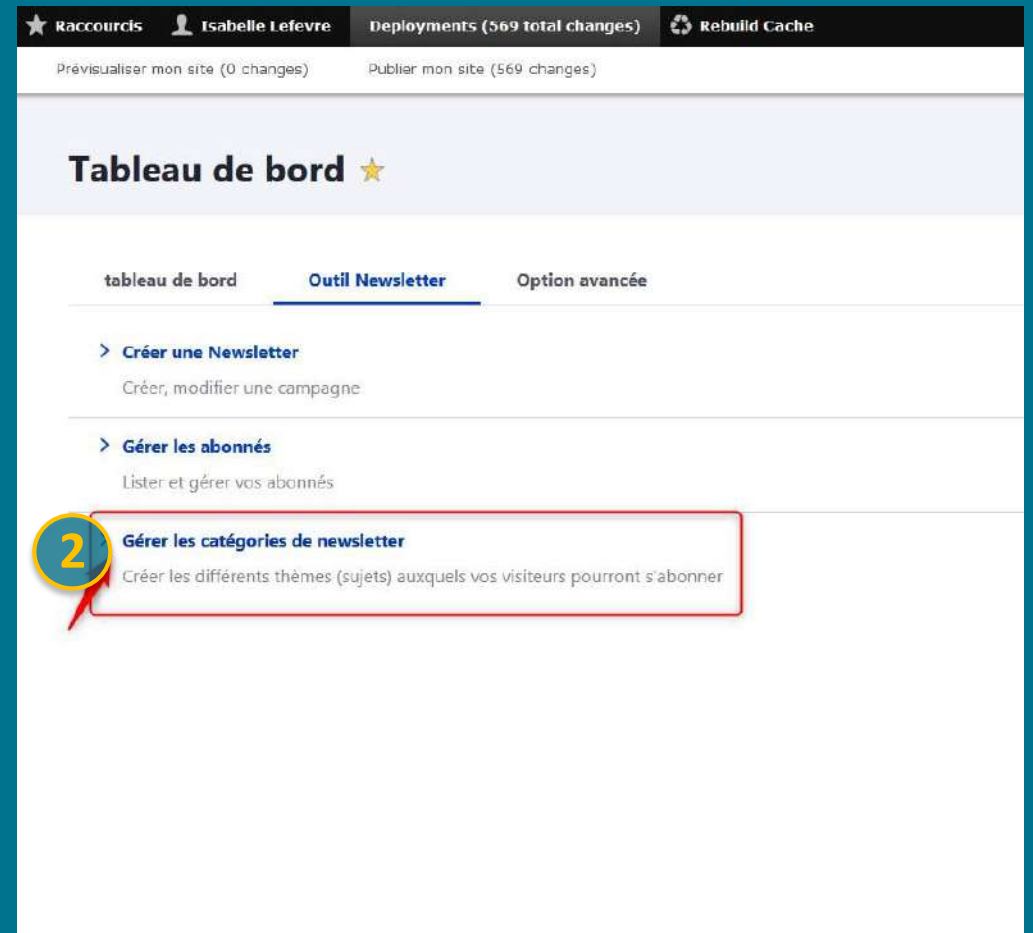 Raccourcis Isabelle Lefevre Deployments (569 total changes) Rebuild Cache
Prévisualiser mon site (0 changes) Publier mon site (569 changes)
Tableau de bord
tableau de bord Outil Newsletter Option avancée
Créer une Newsletter
Créer, modifier une campagne
Gérer les abonnés
Lister et gérer vos abonnés
2 Gérer les catégories de newsletter
Créer les différents thèmes (sujets) auxquels vos visiteurs pourront s'abonner